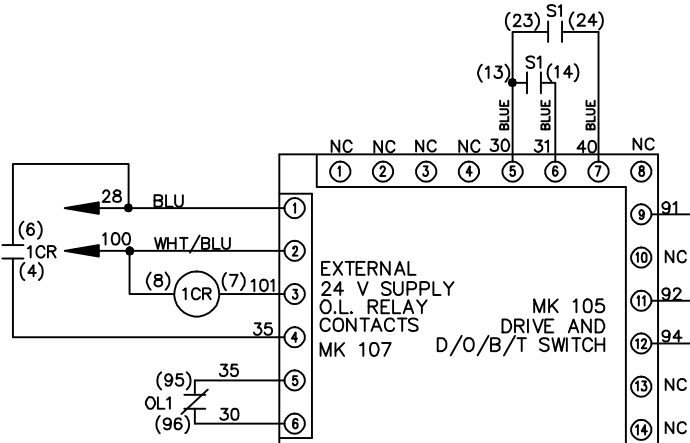 S1
(23) (24)
S1
(13) (14)
BLUE BLUE BLUE
NC NC NC NC 30 31 40 NC
1 2 3 4 5 6 7 8
28 BLU 1
9 91
(6)
1CR
(4)
100 WHT/BLU 2
10 NC
(8) 1CR (7) 101 3
EXTERNAL
24 V SUPPLY
O.L. RELAY
CONTACTS
MK 107
MK 105
DRIVE AND
D/O/B/T SWITCH
11 92
35 4
12 94
(95) 35 5
13 NC
OL1
(96) 30 6
14 NC